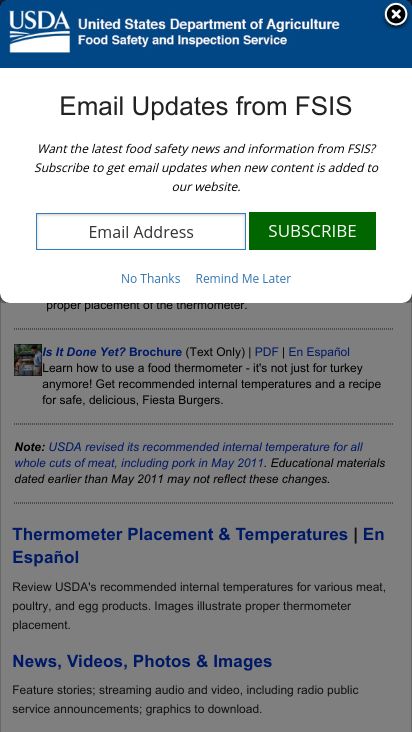 USDA
United States Department of Agriculture
Food Safety and Inspection Service
Email Updates from FSIS
Want the latest food safety news and information from FSIS?
Subscribe to get email updates when new content is added to
our website.
Email Address
SUBSCRIBE
No Thanks
Remind Me Later
proper placement of the thermometer.
Is It Done Yet? Brochure (Text Only) | PDF | En Español
Learn how to use a food thermometer - it's not just for turkey
anymore! Get recommended internal temperatures and a recipe
for safe, delicious, Fiesta Burgers.
Note: USDA revised its recommended internal temperature for all
whole cuts of meat, including pork in May 2011. Educational materials
dated earlier than May 2011 may not reflect these changes.
Thermometer Placement & Temperatures | En
Español
Review USDA's recommended internal temperatures for various meat,
poultry, and egg products. Images illustrate proper thermometer
placement.
News, Videos, Photos & Images
Feature stories; streaming audio and video, including radio public
service announcements; graphics to download.